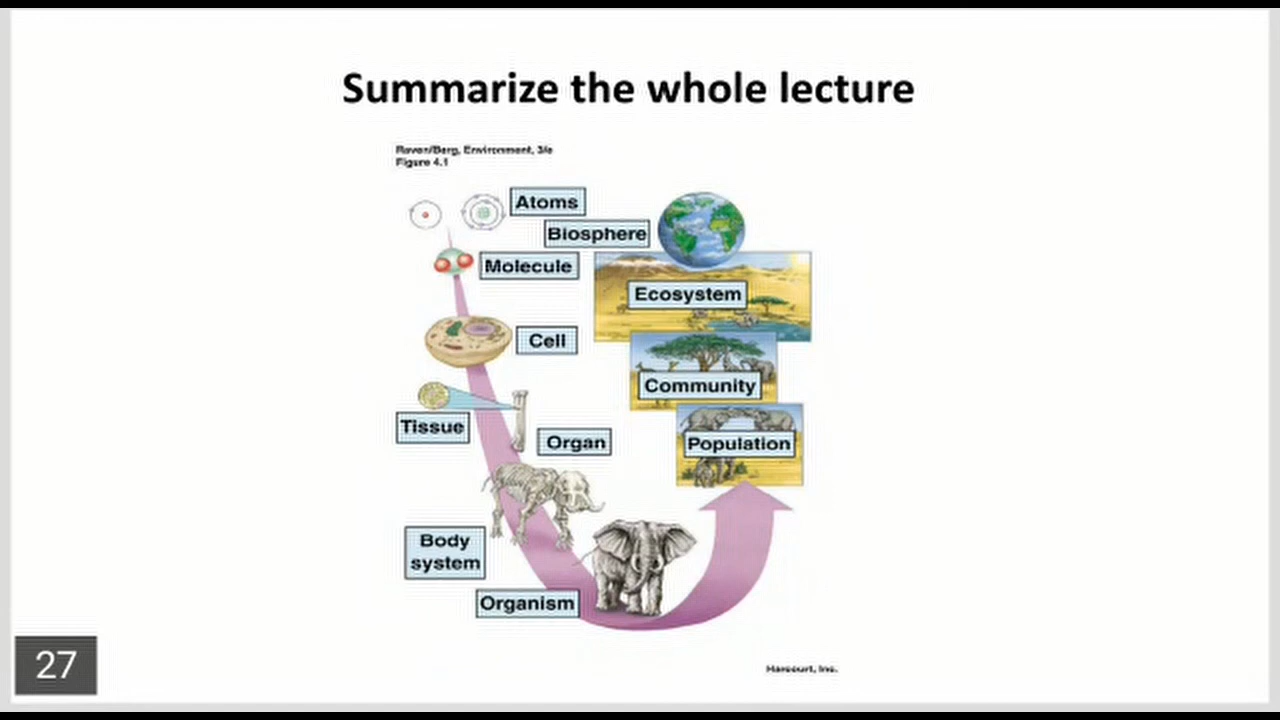 Summarize the whole lecture
Raven/Berg, Environment, 3/e
Figure 4.1
Atoms
Biosphere
Molecule
Ecosystem
Cell
Community
Tissue
Organ
Population
Body
system
Organism
27
Harcourt, Inc.